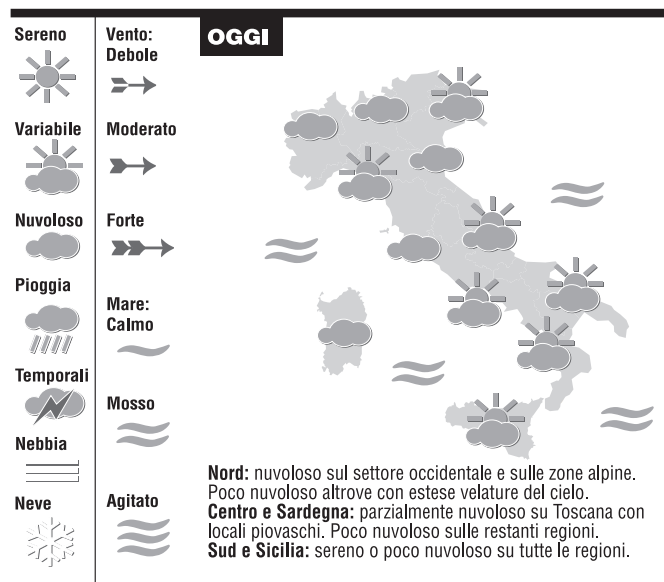 Sereno
Variabile
Nuvoloso
Pioggia
Temporali
Nebbia
Neve
Vento:
Debole
Moderato
Forte
Mare:
Calmo
Mosso
Agitato
OGGI
Nord: nuvoloso sul settore occidentale e sulle zone alpine.
Poco nuvoloso altrove con estese velature del cielo.
Centro e Sardegna: parzialmente nuvoloso su Toscana con
locali piovaschi. Poco nuvoloso sulle restanti regioni.
Sud e Sicilia: sereno o poco nuvoloso su tutte le regioni.